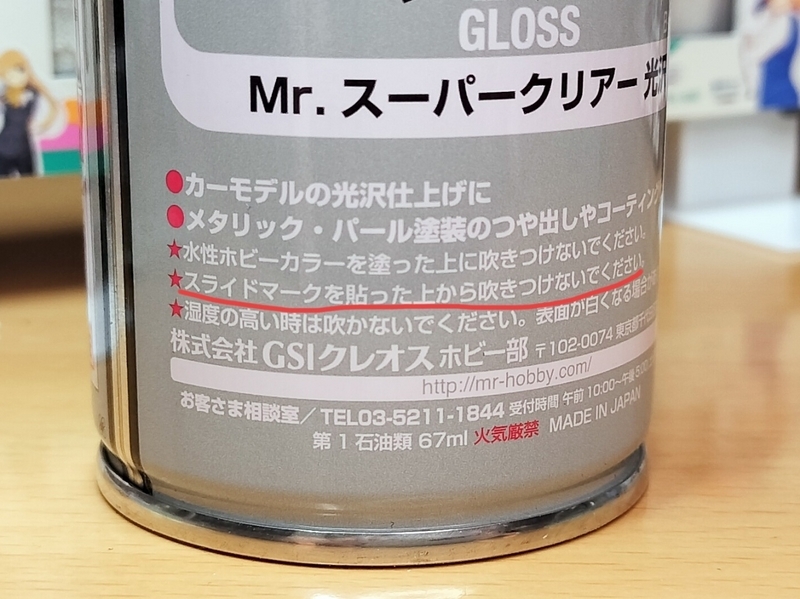 GLOSS
Mr. スーパークリアー 光沢
●カーモデルの光沢仕上げに
●メタリック・パール塗装のつや出しやコーティング
★水性ホビーカラーを塗った上に吹きつけないでください。
★スライドマークを貼った上から吹きつけないでください。
★湿度の高い時は吹かないでください。表面が白くなる場合が
株式会社 GSIクレオス ホビー部 〒102-0074 東京都千代
http://mr-hobby.com/
お客さま相談室／TEL03-5211-1844 受付時間 午前 10:00〜午後 5:00
第 1 石油類 67ml 火気厳禁 MADE IN JAPAN